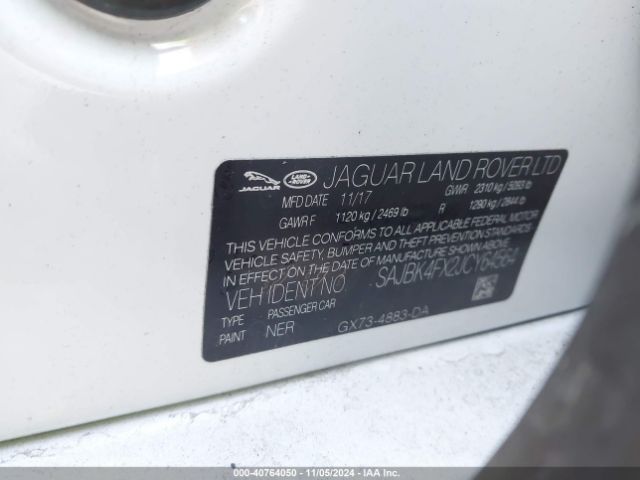 JAGUAR LAND ROVER JAGUAR LAND ROVER LTD
MFD DATE 11/17 GWR 2310 kg / 5093 lb
GAWR F 1120 kg / 2469 lb R 1290 kg / 2844 lb
THIS VEHICLE CONFORMS TO ALL APPLICABLE FEDERAL MOTOR
VEHICLE SAFETY, BUMPER, AND THEFT PREVENTION STANDARDS
IN EFFECT ON THE DATE OF MANUFACTURE SHOWN ABOVE.
VEH IDENT NO. SAJBK4FX2JCY64564
TYPE PASSENGER CAR
PAINT NER GX73-4883-DA
000-40764050 - 11/05/2024 - IAA Inc.